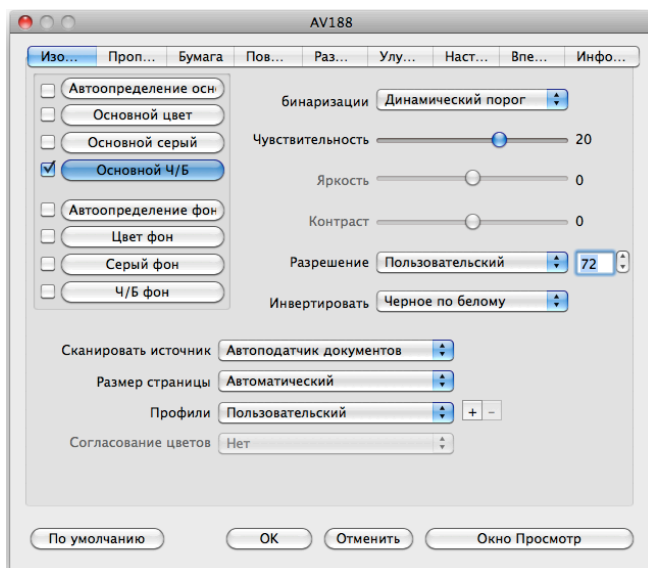 AV188
Изо... Проп... Бумага Пов... Раз... Улу... Наст... Впе... Инфо...
Автоопределение осн
Основной цвет
Основной серый
Основной Ч/Б
Автоопределение фон
Цвет фон
Серый фон
Ч/Б фон
бинаризации Динамический порог
Чувствительность 20
Яркость 0
Контраст 0
Разрешение Пользовательский 72
Инвертировать Черное по белому
Сканировать источник Автоподатчик документов
Размер страницы Автоматический
Профили Пользовательский + −
Согласование цветов Нет
По умолчанию OK Отменить Окно Просмотр